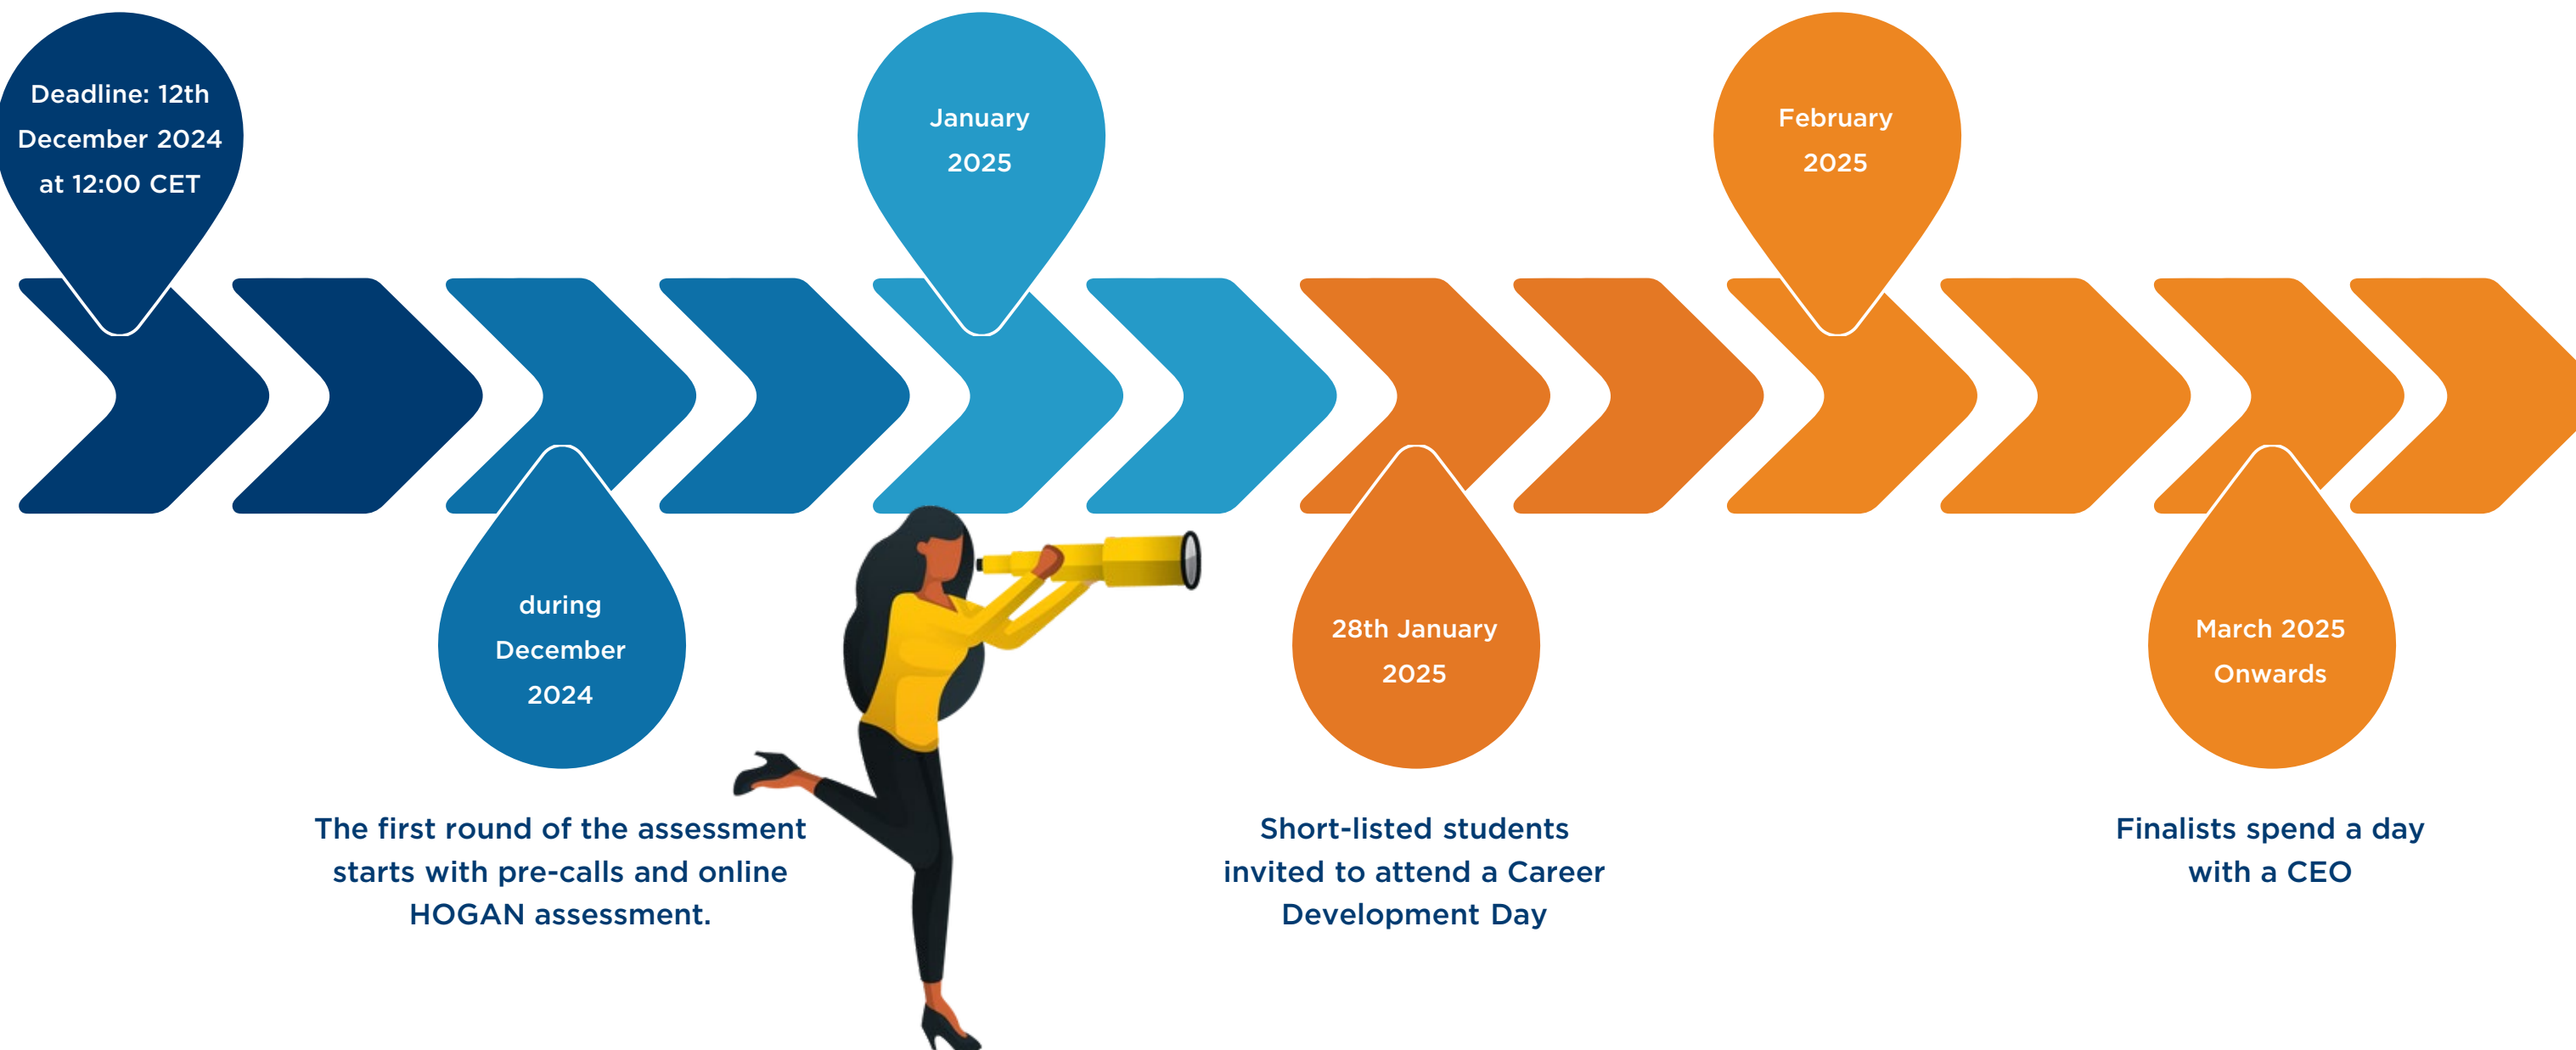 Deadline: 12th
December 2024
at 12:00 CET
January
2025
February
2025
during
December
2024
28th January
2025
March 2025
Onwards
The first round of the assessment
starts with pre-calls and online
HOGAN assessment.
Short-listed students
invited to attend a Career
Development Day
Finalists spend a day
with a CEO